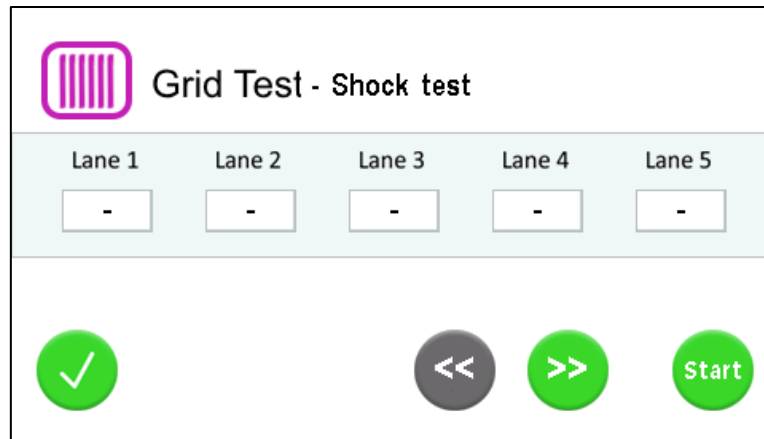 Grid Test - Shock test
Lane 1 Lane 2 Lane 3 Lane 4 Lane 5
- - - - -
<< >> Start